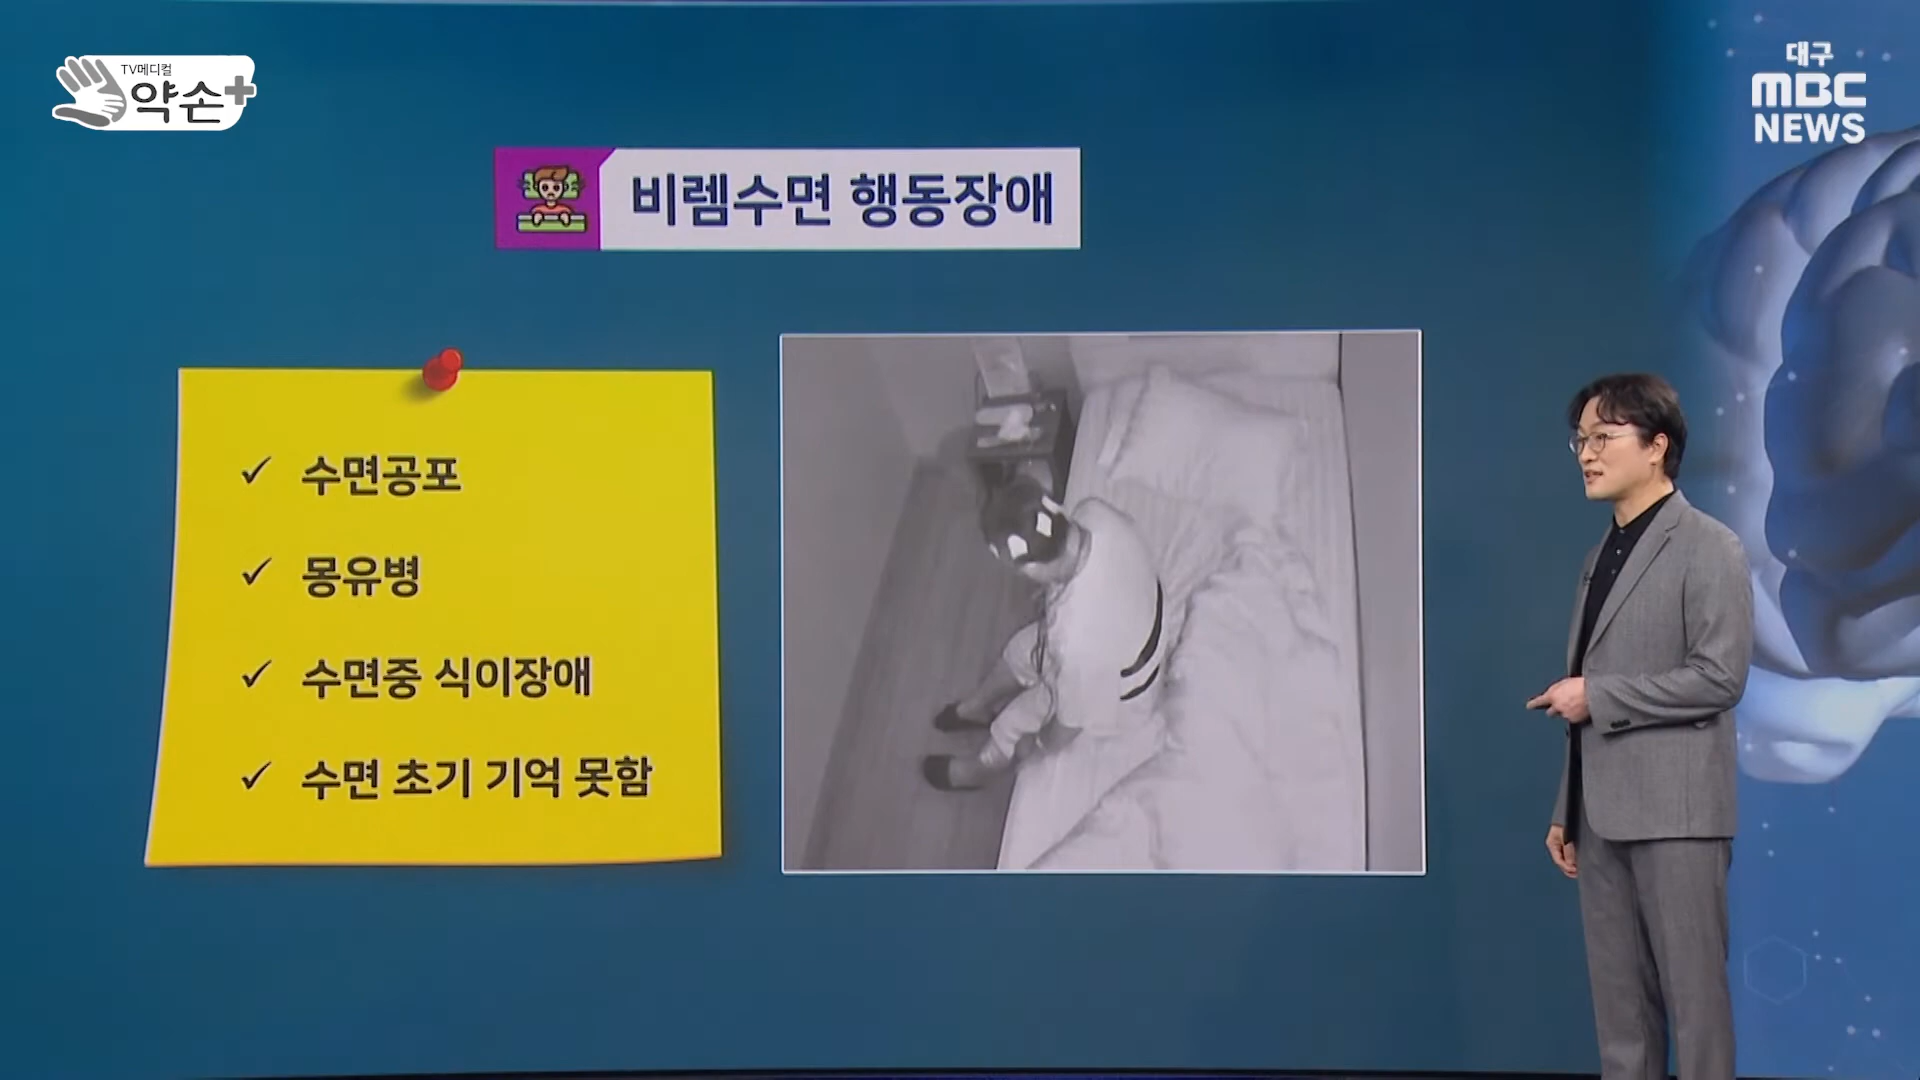 TV메디컬
약손+
대구
MBC
NEWS
비렘수면 행동장애
✓ 수면공포
✓ 몽유병
✓ 수면중 식이장애
✓ 수면 초기 기억 못함